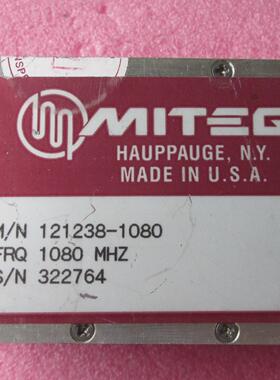 MITEQ
HAUPPAUGE, N.Y.
MADE IN U.S.A.
M/N 121238-1080
FRQ 1080 MHZ
S/N 322764